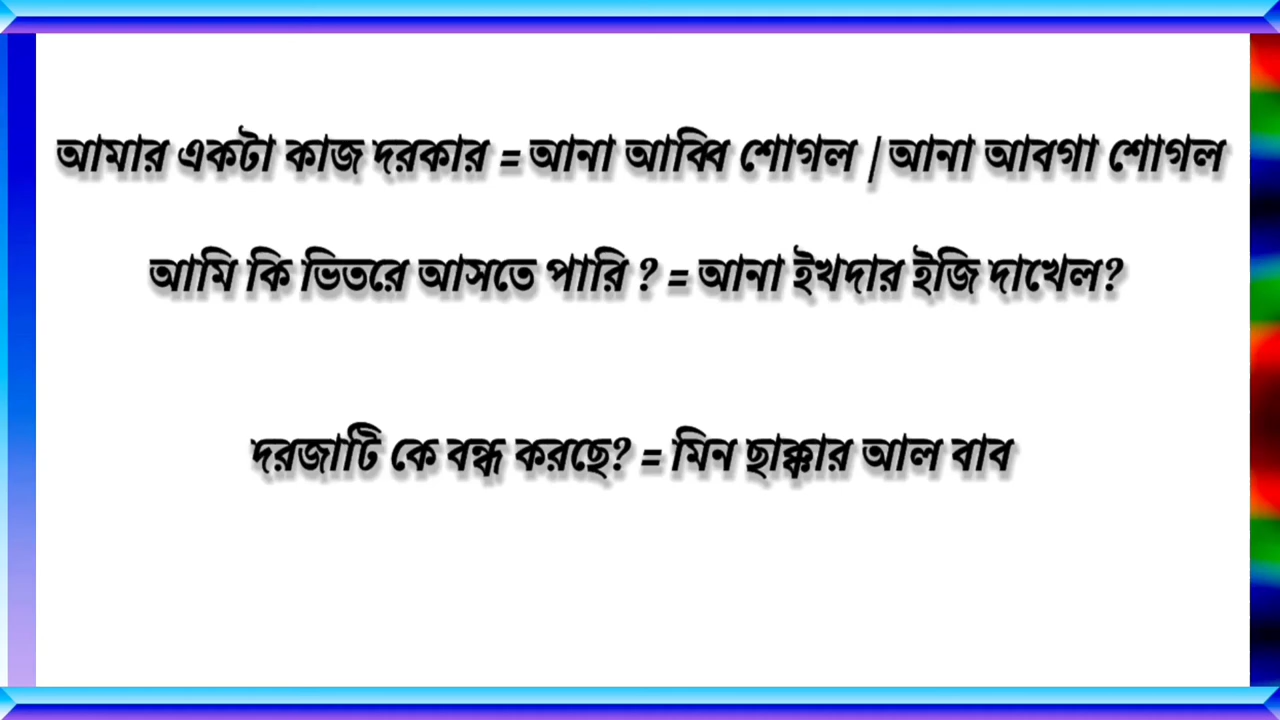 আমার একটা কাজ দরকার = আনা আব্বি শোগল | আনা আবগা শোগল
আমি কি ভিতরে আসতে পারি ? = আনা ইখদার ইজি দাখেল?
দরজাটি কে বন্ধ করছে? = মিন ছাক্কার আল বাব